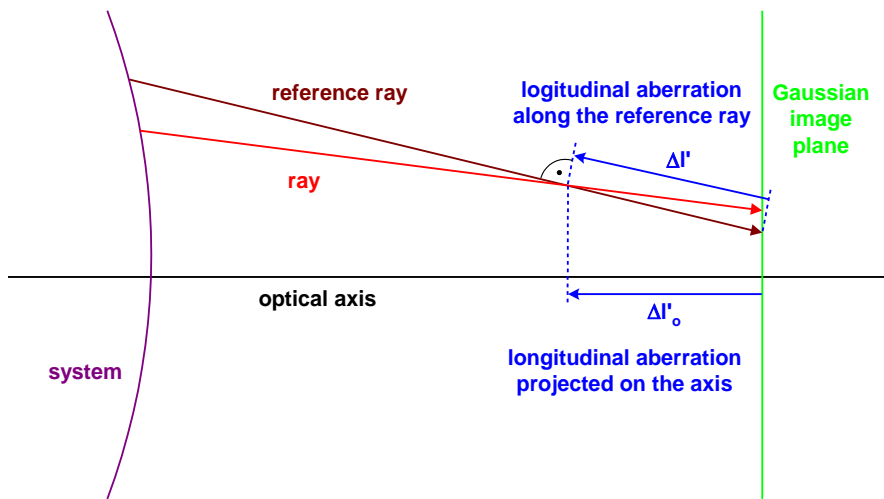 reference ray
logitudinal aberration
along the reference ray
Gaussian
image
plane
Δl'
ray
optical axis
Δl'o
system
longitudinal aberration
projected on the axis